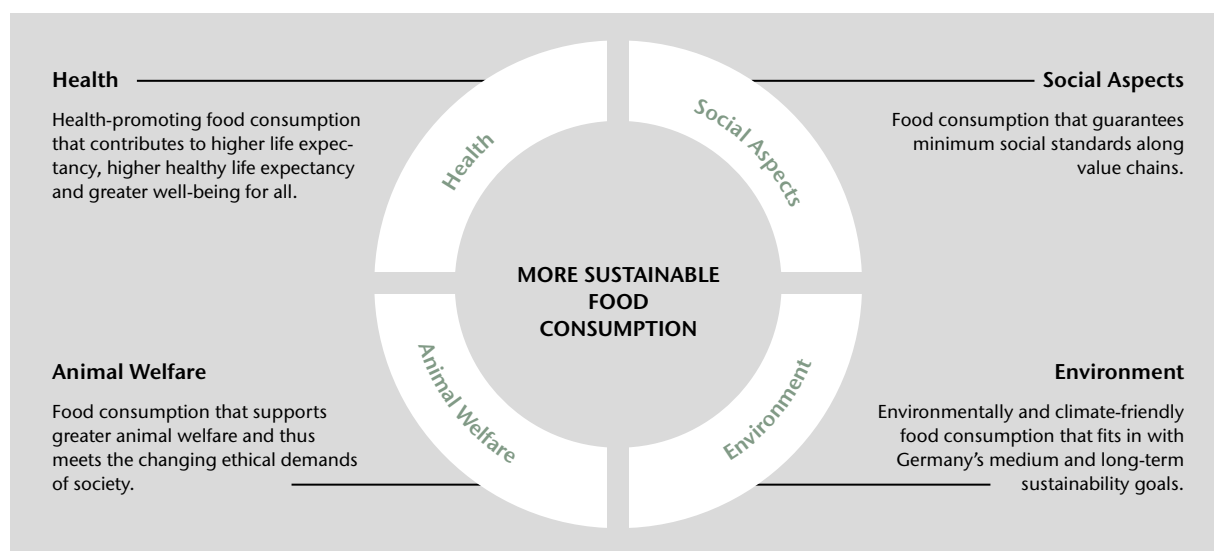 Health
Health-promoting food consumption
that contributes to higher life expec-
tancy, higher healthy life expectancy
and greater well-being for all.
Social Aspects
Food consumption that guarantees
minimum social standards along
value chains.
Health
Social Aspects
MORE SUSTAINABLE
FOOD
CONSUMPTION
Animal Welfare
Environment
Animal Welfare
Food consumption that supports
greater animal welfare and thus
meets the changing ethical demands
of society.
Environment
Environmentally and climate-friendly
food consumption that fits in with
Germany’s medium and long-term
sustainability goals.